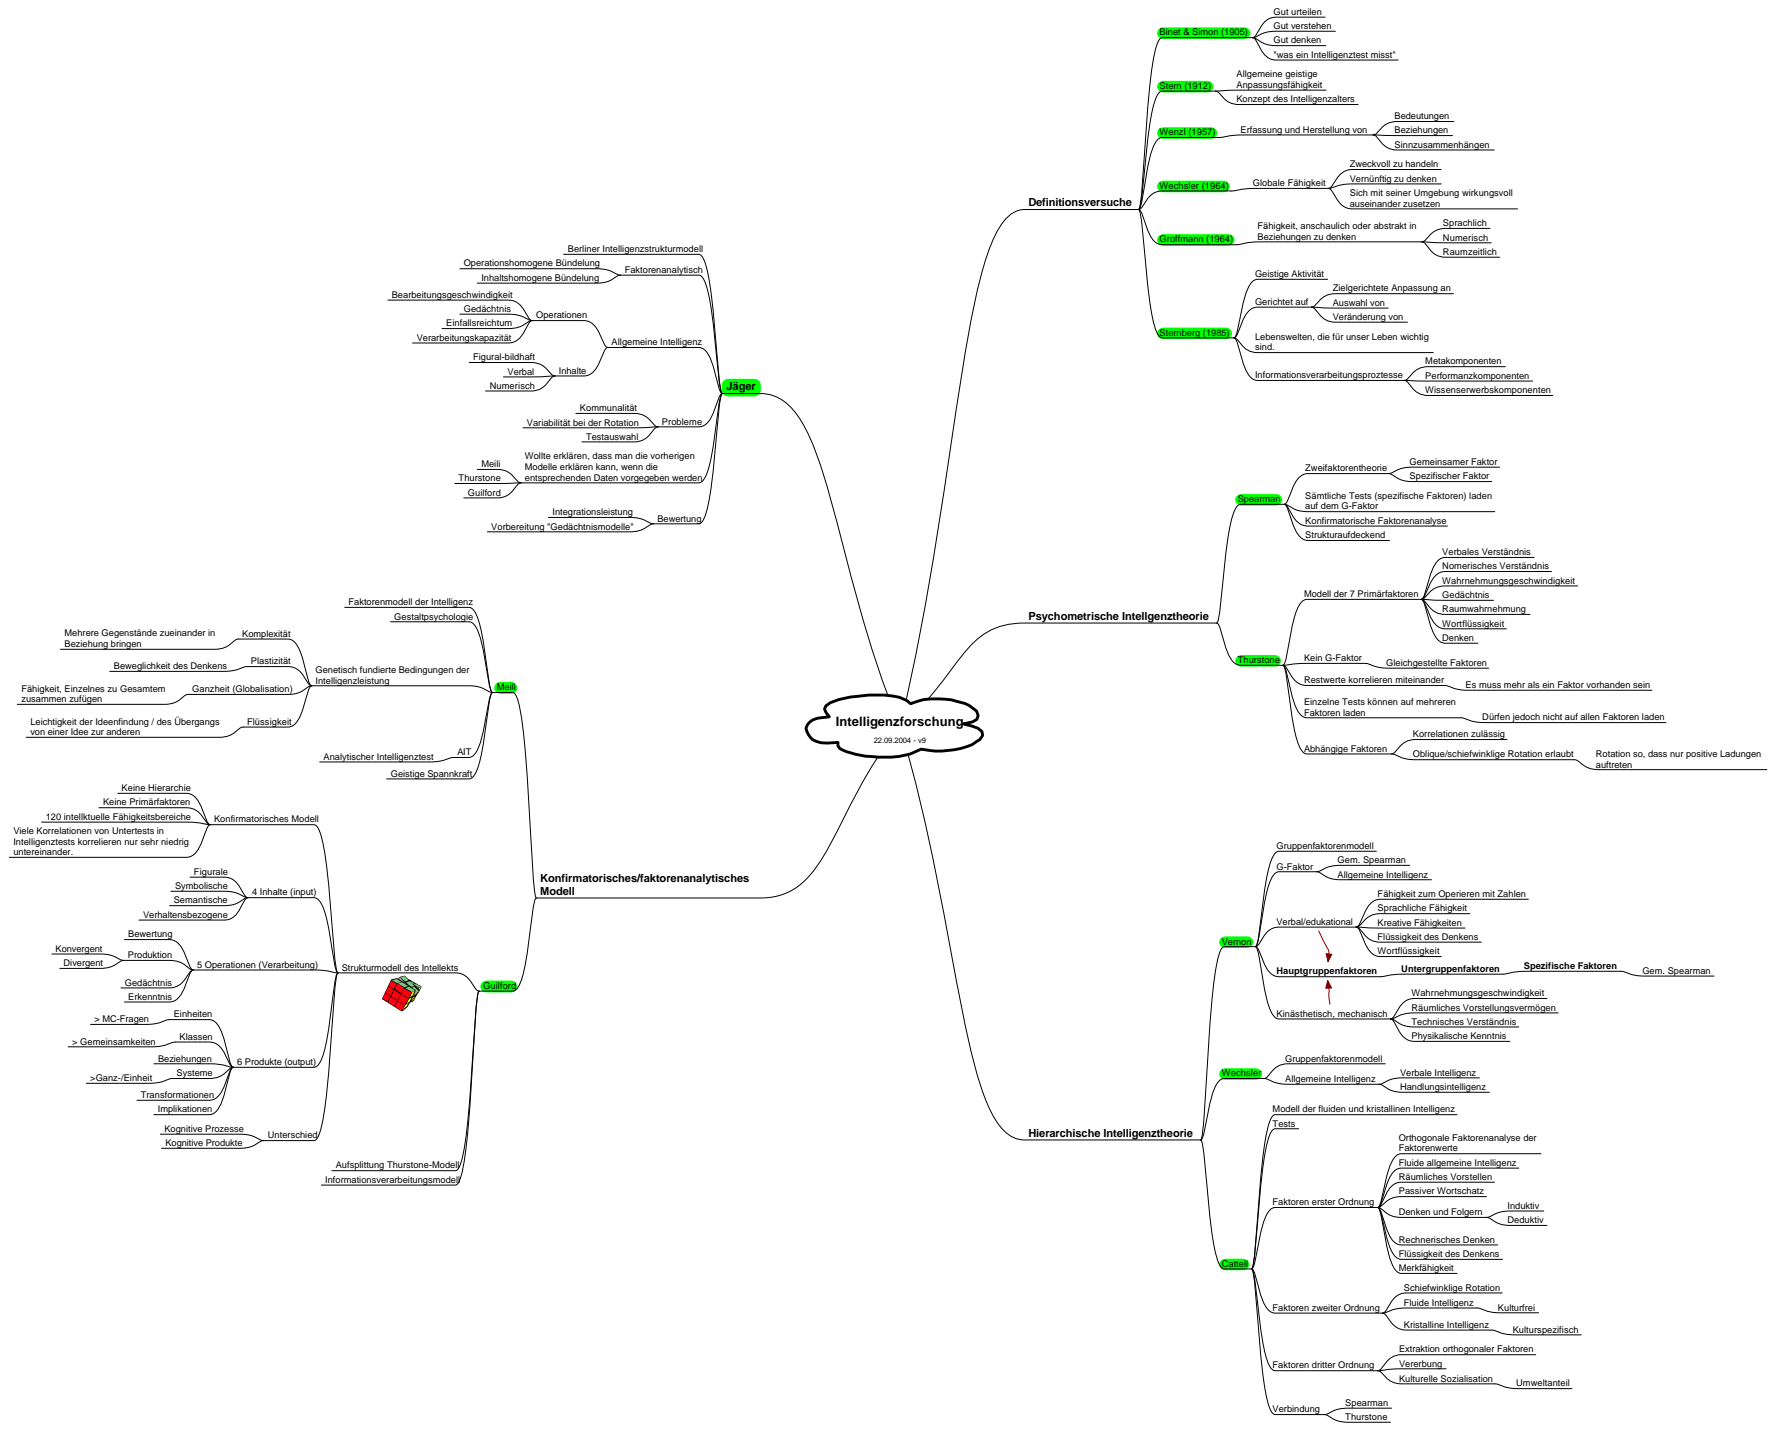 Intelligenzforschung
22.09.2004 - v9
Definitionsversuche
Binet & Simon (1905)
Gut urteilen
Gut verstehen
Gut denken
"was ein Intelligenztest misst"
Stern (1912)
Allgemeine geistige
Anpassungsfähigkeit
Konzept des Intelligenzalters
Wenzl (1957)
Erfassung und Herstellung von
Bedeutungen
Beziehungen
Sinnzusammenhängen
Wechsler (1964)
Globale Fähigkeit
Zweckvoll zu handeln
Vernünftig zu denken
Sich mit seiner Umgebung wirkungsvoll
auseinander zusetzen
Groffmann (1964)
Fähigkeit, anschaulich oder abstrakt in
Beziehungen zu denken
Sprachlich
Numerisch
Raumzeitlich
Sternberg (1985)
Geistige Aktivität
Gerichtet auf
Zielgerichtete Anpassung an
Auswahl von
Veränderung von
Lebenswelten, die für unser Leben wichtig
sind.
Informationsverarbeitungsproztesse
Metakomponenten
Performanzkomponenten
Wissenserwerbskomponenten
Psychometrische Intellgenztheorie
Spearman
Zweifaktorentheorie
Gemeinsamer Faktor
Spezifischer Faktor
Sämtliche Tests (spezifische Faktoren) laden
auf dem G-Faktor
Konfirmatorische Faktorenanalyse
Strukturaufdeckend
Thurstone
Modell der 7 Primärfaktoren
Verbales Verständnis
Nomerisches Verständnis
Wahrnehmungsgeschwindigkeit
Gedächtnis
Raumwahrnehmung
Wortflüssigkeit
Denken
Kein G-Faktor
Gleichgestellte Faktoren
Restwerte korrelieren miteinander
Es muss mehr als ein Faktor vorhanden sein
Einzelne Tests können auf mehreren
Faktoren laden
Dürfen jedoch nicht auf allen Faktoren laden
Abhängige Faktoren
Korrelationen zulässig
Oblique/schiefwinklige Rotation erlaubt
Rotation so, dass nur positive Ladungen
auftreten
Hierarchische Intelligenztheorie
Vernon
Gruppenfaktorenmodell
G-Faktor
Gem. Spearman
Allgemeine Intelligenz
Verbal/edukational
Fähigkeit zum Operieren mit Zahlen
Sprachliche Fähigkeit
Kreative Fähigkeiten
Flüssigkeit des Denkens
Wortflüssigkeit
Hauptgruppenfaktoren
Untergruppenfaktoren
Spezifische Faktoren
Gem. Spearman
Kinästhetisch, mechanisch
Wahrnehmungsgeschwindigkeit
Räumliches Vorstellungsvermögen
Technisches Verständnis
Physikalische Kenntnis
Wechsler
Gruppenfaktorenmodell
Allgemeine Intelligenz
Verbale Intelligenz
Handlungsintelligenz
Cattell
Modell der fluiden und kristallinen Intelligenz
Tests
Faktoren erster Ordnung
Orthogonale Faktorenanalyse der
Faktorenwerte
Fluide allgemeine Intelligenz
Räumliches Vorstellen
Passiver Wortschatz
Denken und Folgern
Induktiv
Deduktiv
Rechnerisches Denken
Flüssigkeit des Denkens
Merkfähigkeit
Faktoren zweiter Ordnung
Schiefwinklige Rotation
Fluide Intelligenz
Kulturfrei
Kristalline Intelligenz
Kulturspezifisch
Faktoren dritter Ordnung
Extraktion orthogonaler Faktoren
Vererbung
Kulturelle Sozialisation
Umweltanteil
Verbindung
Spearman
Thurstone
Jäger
Berliner Intelligenzstrukturmodell
Faktorenanalytisch
Operationshomogene Bündelung
Inhaltshomogene Bündelung
Allgemeine Intelligenz
Operationen
Bearbeitungsgeschwindigkeit
Gedächtnis
Einfallsreichtum
Verarbeitungskapazität
Inhalte
Figural-bildhaft
Verbal
Numerisch
Probleme
Kommunalität
Variabilität bei der Rotation
Testauswahl
Wollte erklären, dass man die vorherigen
Modelle erklären kann, wenn die
entsprechenden Daten vorgegeben werden
Meili
Thurstone
Guilford
Bewertung
Integrationsleistung
Vorbereitung "Gedächtnismodelle"
Konfirmatorisches/faktorenanalytisches
Modell
Meili
Faktorenmodell der Intelligenz
Gestaltpsychologie
Genetisch fundierte Bedingungen der
Intelligenzleistung
Komplexität
Mehrere Gegenstände zueinander in
Beziehung bringen
Plastizität
Beweglichkeit des Denkens
Ganzheit (Globalisation)
Fähigkeit, Einzelnes zu Gesamtem
zusammen zufügen
Flüssigkeit
Leichtigkeit der Ideenfindung / des Übergangs
von einer Idee zur anderen
AIT
Analytischer Intelligenztest
Geistige Spannkraft
Guilford
Strukturmodell des Intellekts
Konfirmatorisches Modell
Keine Hierarchie
Keine Primärfaktoren
120 intellktuelle Fähigkeitsbereiche
Viele Korrelationen von Untertests in
Intelligenztests korrelieren nur sehr niedrig
untereinander.
4 Inhalte (input)
Figurale
Symbolische
Semantische
Verhaltensbezogene
5 Operationen (Verarbeitung)
Bewertung
Produktion
Konvergent
Divergent
Gedächtnis
Erkenntnis
6 Produkte (output)
Einheiten
> MC-Fragen
Klassen
> Gemeinsamkeiten
Beziehungen
Systeme
>Ganz-/Einheit
Transformationen
Implikationen
Unterschied
Kognitive Prozesse
Kognitive Produkte
Aufsplittung Thurstone-Modell
Informationsverarbeitungsmodell